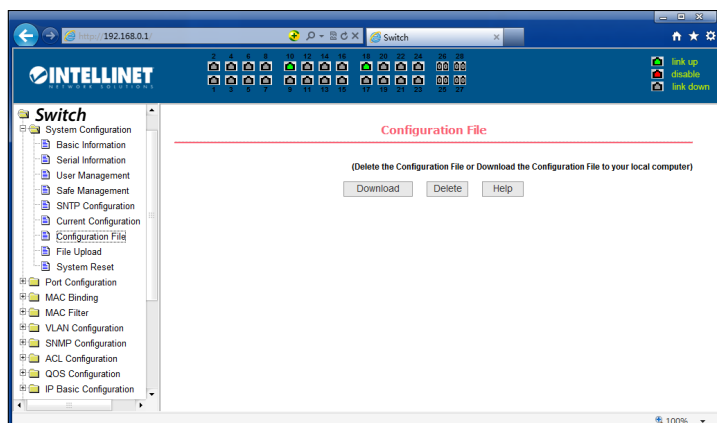 http://192.168.0.1/
Switch
2 4 6 8 10 12 14 16 18 20 22 24 26 28
1 3 5 7 9 11 13 15 17 19 21 23 25 27
INTELLINET
NETWORK SOLUTIONS
link up
disable
link down
Switch
System Configuration
Basic Information
Serial Information
User Management
Safe Management
SNTP Configuration
Current Configuration
Configuration File
File Upload
System Reset
Port Configuration
MAC Binding
MAC Filter
VLAN Configuration
SNMP Configuration
ACL Configuration
QOS Configuration
IP Basic Configuration
Configuration File
(Delete the Configuration File or Download the Configuration File to your local computer)
Download Delete Help
100%